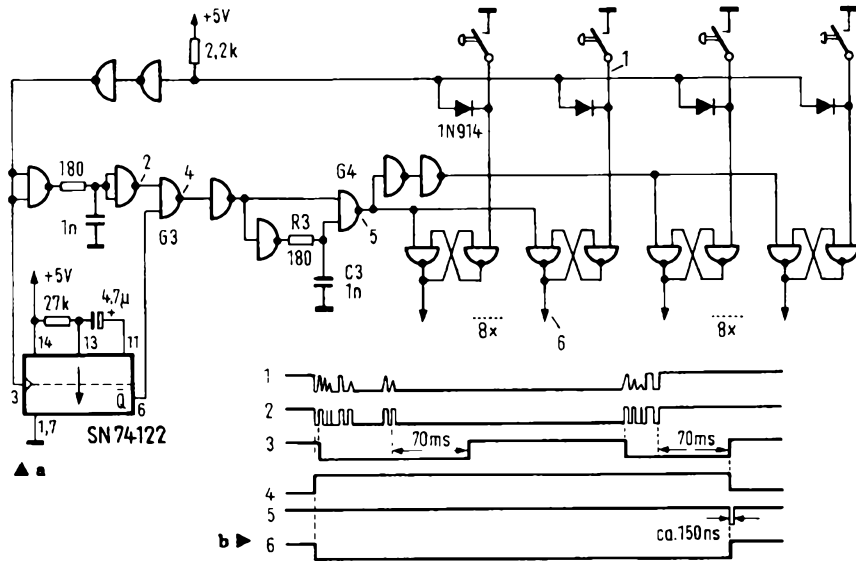 +5V
2,2k
1
1N914
180
2
4
G4
1n
G3
R3
180
5
C3
1n
+5V
4,7µ
+
27k
14
13
11
8x
6
8x
3
Q̅
6
1,7
SN 74122
▲ a
1
2
3
70ms
70ms
4
5
ca.150ns
b ►
6